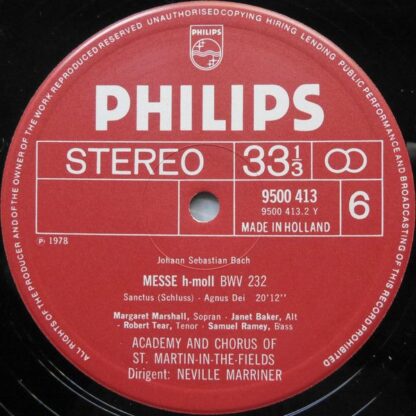 ALL RIGHTS OF THE PRODUCER AND OF THE OWNER OF THE WORK REPRODUCED RESERVED UNAUTHORISED COPYING HIRING LENDING PUBLIC PERFORMANCE AND BROADCASTING OF THIS RECORD PROHIBITED
PHILIPS
PHILIPS
STEREO 33⅓
9500 413
9500 413.2 Y
6
MADE IN HOLLAND
℗ 1978
Johann Sebastian Bach
MESSE h-moll BWV 232
Sanctus (Schluss) - Agnus Dei 20'12''
Margaret Marshall, Sopran - Janet Baker, Alt
- Robert Tear, Tenor - Samuel Ramey, Bass
ACADEMY AND CHORUS OF
ST. MARTIN-IN-THE-FIELDS
Dirigent: NEVILLE MARRINER